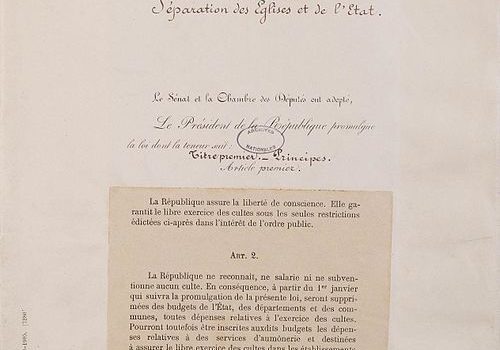 Séparation des Eglises et de l'Etat.
Le Sénat et la Chambre des Députés ont adopté,
Le Président de la République promulgue
la loi dont la teneur suit:
ARCHIVES
NATIONALES
Titre premier. — Principes.
Article premier.
La République assure la liberté de conscience. Elle ga-
rantit le libre exercice des cultes sous les seules restrictions
édictées ci-après dans l'intérêt de l'ordre public.
ART. 2.
La République ne reconnaît, ne salarie ni ne subven-
tionne aucun culte. En conséquence, à partir du 1er janvier
qui suivra la promulgation de la présente loi, seront suppri-
mées des budgets de l'État, des départements et des com-
munes, toutes dépenses relatives à l'exercice des cultes.
Pourront toutefois être inscrites auxdits budgets les dépen-
ses relatives à des services d'aumônerie et destinées
à assurer le libre exercice des cultes dans les établissements